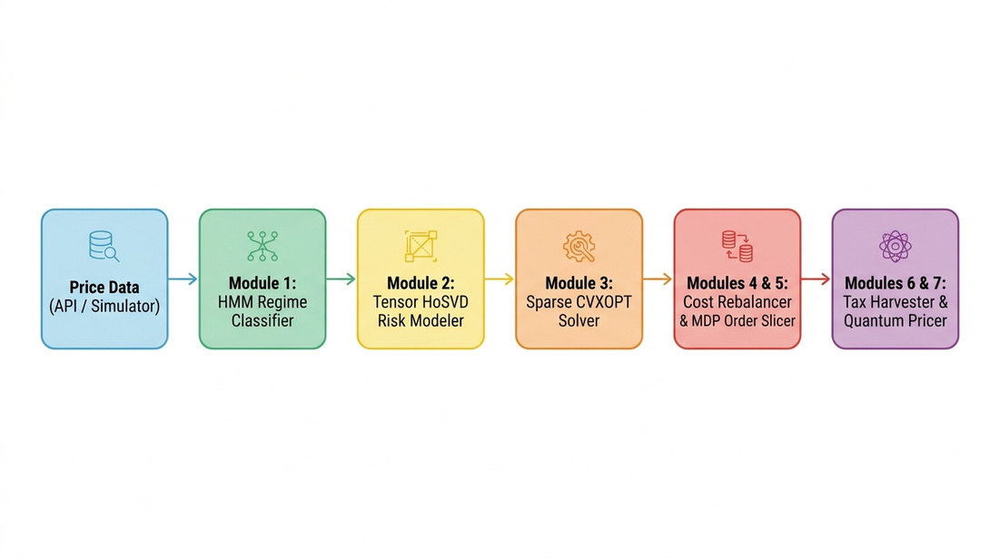 Price Data
(API / Simulator)
Module 1:
HMM Regime
Classifier
Module 2:
Tensor HoSVD
Risk Modeler
Module 3:
Sparse CVXOPT
Solver
Modules 4 & 5:
Cost Rebalancer
& MDP Order Slicer
Modules 6 & 7:
Tax Harvester &
Quantum Pricer